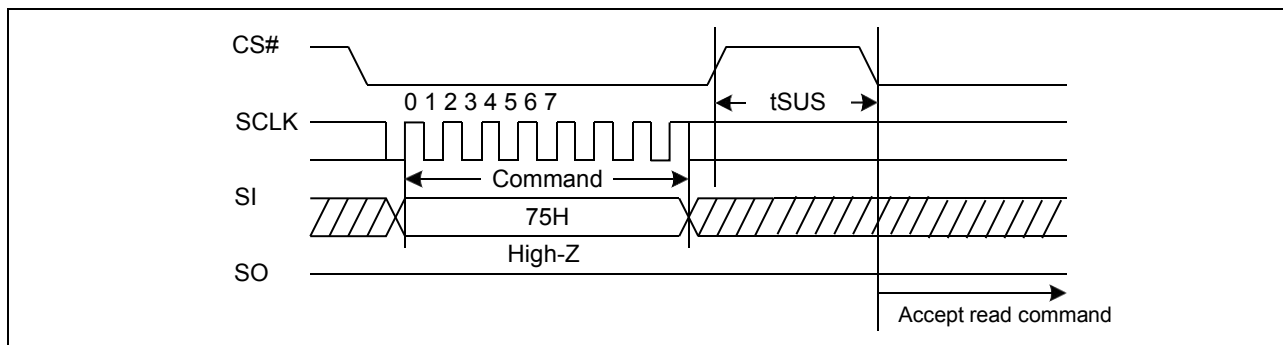 CS#
tSUS
0 1 2 3 4 5 6 7
SCLK
Command
SI
75H
High-Z
SO
Accept read command